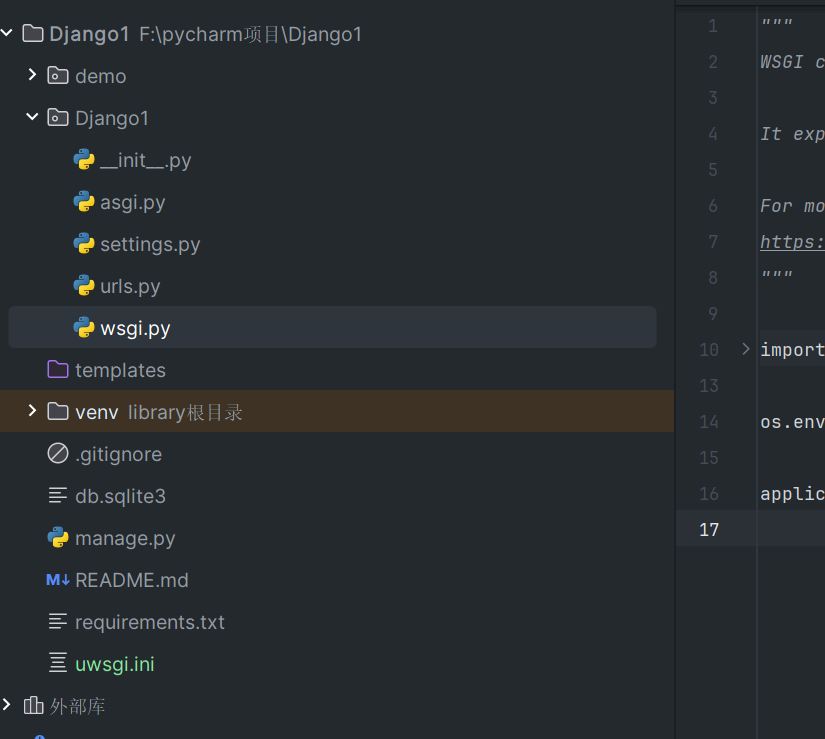 Django1 F:\pycharm项目\Django1
demo
Django1
__init__.py
asgi.py
settings.py
urls.py
wsgi.py
templates
venv library根目录
.gitignore
db.sqlite3
manage.py
M↓ README.md
requirements.txt
uwsgi.ini
外部库
1 """
2 WSGI c
3
4 It exp
5
6 For mo
7 https:
8 """
9
10 import
13
14 os.env
15
16 applic
17